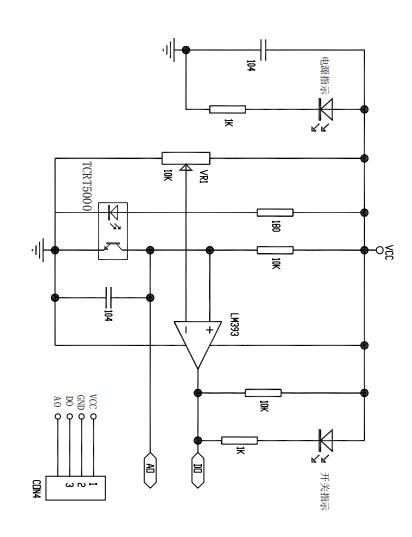 电源指示
104
1K
VR1
10K
TCRT5000
180
VCC
10K
LM393
104
10K
1K
开关指示
AO
DO
VCC
GND
DO
AO
1
2
3
CON4
+
-